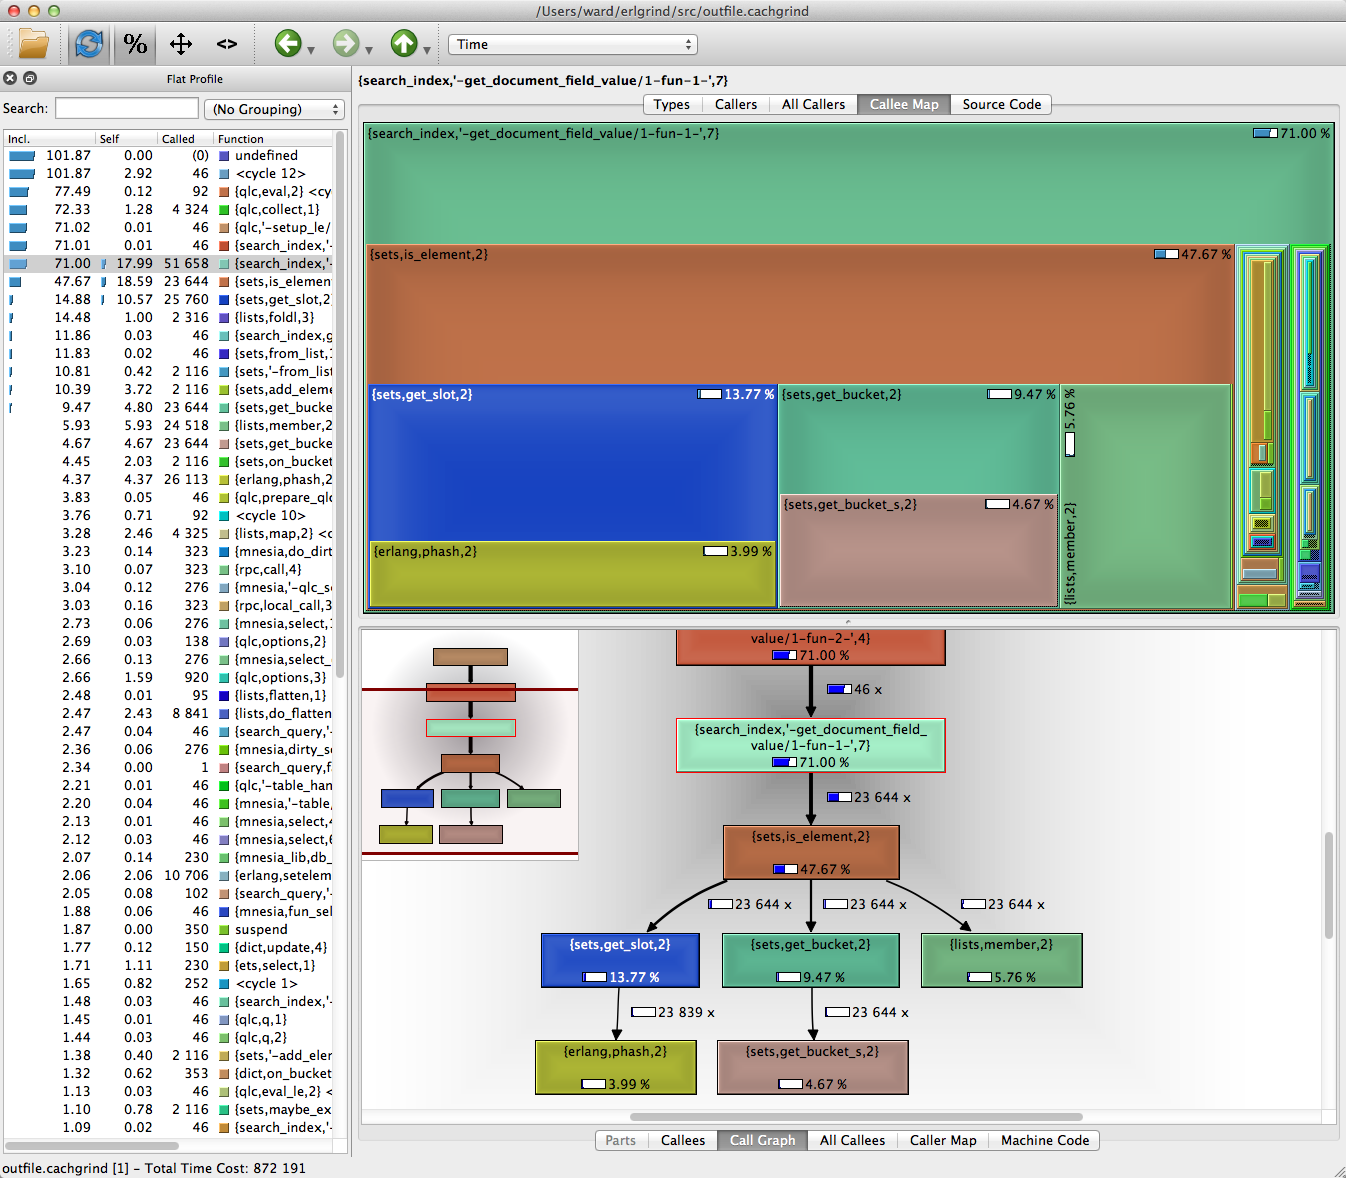 /Users/ward/erlgrind/src/outfile.cachgrind
% <> Time
Flat Profile
Search: (No Grouping)
Incl. Self Called Function
101.87 0.00 (0) undefined
101.87 2.92 46 <cycle 12>
77.49 0.12 92 {qlc,eval,2} <cy
72.33 1.28 4 324 {qlc,collect,1}
71.02 0.01 46 {qlc,'-setup_le/
71.01 0.01 46 {search_index,'-
71.00 17.99 51 658 {search_index,'-
47.67 18.59 23 644 {sets,is_elemen
14.88 10.57 25 760 {sets,get_slot,2
14.48 1.00 2 316 {lists,foldl,3}
11.86 0.03 46 {search_index,g
11.83 0.02 46 {sets,from_list,1
10.81 0.42 2 116 {sets,'-from_list
10.39 3.72 2 116 {sets,add_eleme
9.47 4.80 23 644 {sets,get_bucke
5.93 5.93 24 518 {lists,member,2
4.67 4.67 23 644 {sets,get_bucke
4.45 2.03 2 116 {sets,on_bucket
4.37 4.37 26 113 {erlang,phash,2
3.83 0.05 46 {qlc,prepare_qlc
3.76 0.71 92 <cycle 10>
3.28 2.46 4 325 {lists,map,2} <c
3.23 0.14 323 {mnesia,do_dirt
3.10 0.07 323 {rpc,call,4}
3.04 0.12 276 {mnesia,'-qlc_s
3.03 0.16 323 {rpc,local_call,3
2.73 0.06 276 {mnesia,select,
2.69 0.03 138 {qlc,options,2}
2.66 0.13 276 {mnesia,select_
2.66 1.59 920 {qlc,options,3}
2.48 0.01 95 {lists,flatten,1}
2.47 2.43 8 841 {lists,do_flatten
2.47 0.04 46 {search_query,'-
2.36 0.06 276 {mnesia,dirty_s
2.34 0.00 1 {search_query,f
2.21 0.01 46 {qlc,'-table_han
2.20 0.04 46 {mnesia,'-table,
2.13 0.01 46 {mnesia,select,4
2.12 0.03 46 {mnesia,select,6
2.07 0.14 230 {mnesia_lib,db_
2.06 2.06 10 706 {erlang,setelem
2.05 0.08 102 {search_query,'-
1.88 0.06 46 {mnesia,fun_sel
1.87 0.00 350 suspend
1.77 0.12 150 {dict,update,4}
1.71 1.11 230 {ets,select,1}
1.65 0.82 252 <cycle 1>
1.48 0.03 46 {search_index,'-
1.45 0.01 46 {qlc,q,1}
1.44 0.03 46 {qlc,q,2}
1.38 0.40 2 116 {sets,'-add_eler
1.32 0.62 353 {dict,on_bucket
1.13 0.03 46 {qlc,eval_le,2} <
1.10 0.78 2 116 {sets,maybe_ex
1.09 0.02 46 {search_index,'-
outfile.cachgrind [1] - Total Time Cost: 872 191
{search_index,'-get_document_field_value/1-fun-1-',7}
Types Callers All Callers Callee Map Source Code
{search_index,'-get_document_field_value/1-fun-1-',7} 71.00 %
{sets,is_element,2} 47.67 %
{sets,get_slot,2} 13.77 %
{sets,get_bucket,2} 9.47 %
{lists,member,2} 5.76 %
{sets,get_bucket_s,2} 4.67 %
{erlang,phash,2} 3.99 %
value/1-fun-2-',4}
71.00 %
46 x
{search_index,'-get_document_field_
value/1-fun-1-',7}
71.00 %
23 644 x
{sets,is_element,2}
47.67 %
23 644 x 23 644 x 23 644 x
{sets,get_slot,2} {sets,get_bucket,2} {lists,member,2}
13.77 % 9.47 % 5.76 %
23 839 x 23 644 x
{erlang,phash,2} {sets,get_bucket_s,2}
3.99 % 4.67 %
Parts Callees Call Graph All Callees Caller Map Machine Code